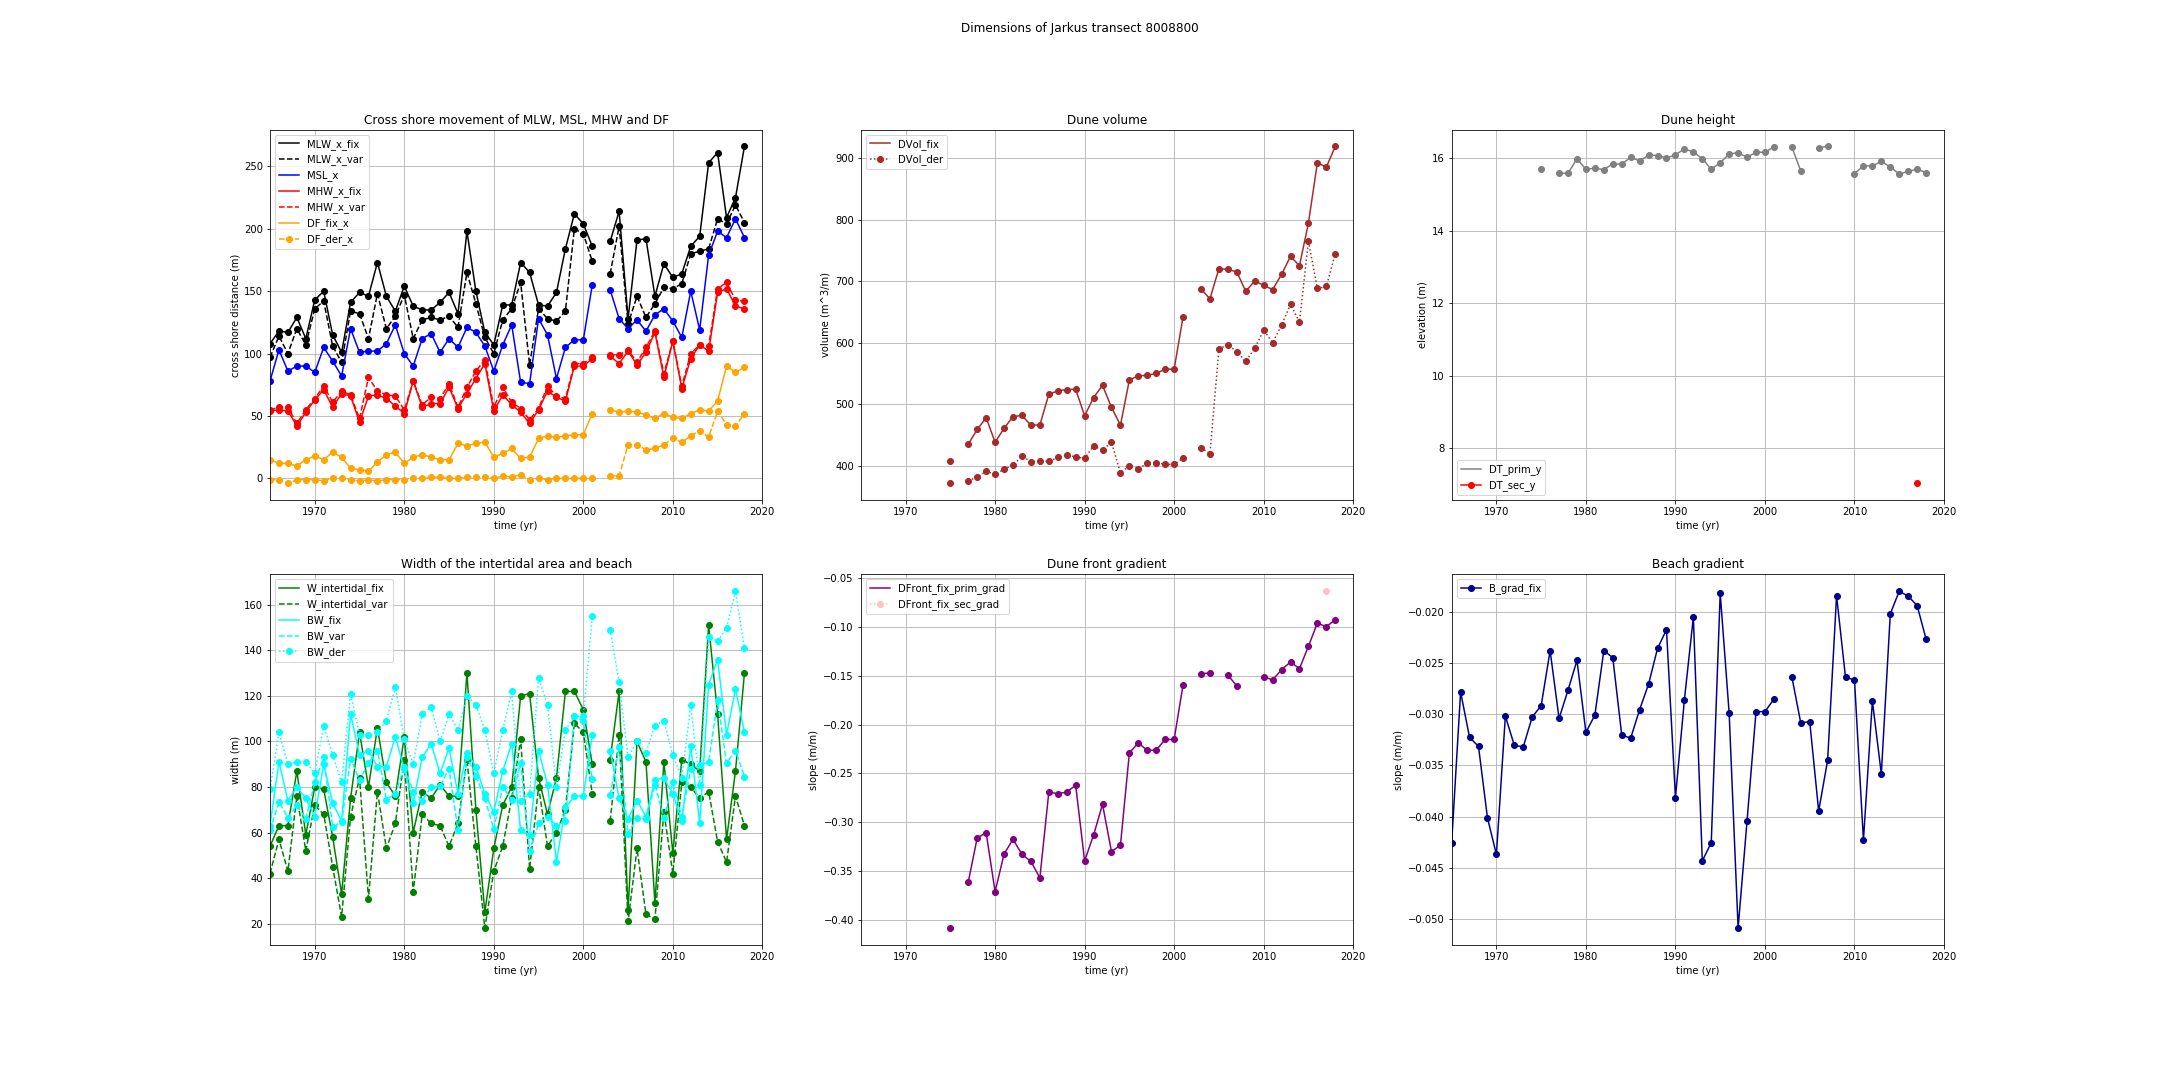 Dimensions of Jarkus transect 8008800
Cross shore movement of MLW, MSL, MHW and DF
MLW_x_fix
MLW_x_var
MSL_x
MHW_x_fix
MHW_x_var
DF_fix_x
DF_der_x
cross shore distance (m)
250
200
150
100
50
0
1970 1980 1990 2000 2010 2020
time (yr)
Dune volume
DVol_fix
DVol_der
volume (m^3/m)
900
800
700
600
500
400
1970 1980 1990 2000 2010 2020
time (yr)
Dune height
DT_prim_y
DT_sec_y
elevation (m)
16
14
12
10
8
1970 1980 1990 2000 2010 2020
time (yr)
Width of the intertidal area and beach
W_intertidal_fix
W_intertidal_var
BW_fix
BW_var
BW_der
width (m)
160
140
120
100
80
60
40
20
1970 1980 1990 2000 2010 2020
time (yr)
Dune front gradient
DFront_fix_prim_grad
DFront_fix_sec_grad
slope (m/m)
−0.05
−0.10
−0.15
−0.20
−0.25
−0.30
−0.35
−0.40
1970 1980 1990 2000 2010 2020
time (yr)
Beach gradient
B_grad_fix
slope (m/m)
−0.020
−0.025
−0.030
−0.035
−0.040
−0.045
−0.050
1970 1980 1990 2000 2010 2020
time (yr)